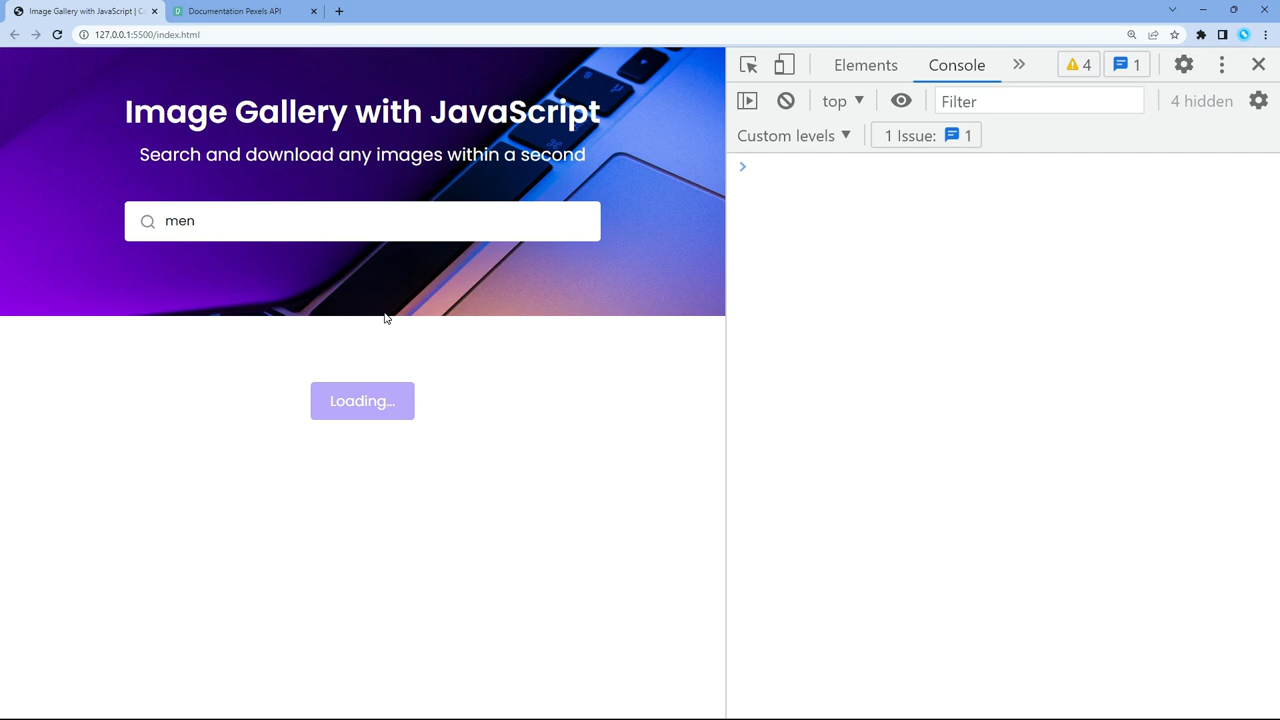 Image Gallery with JavaScript | C
Documentation Pexels API
127.0.0.1:5500/index.html
Elements
Console
4
1
top
Filter
4 hidden
Custom levels
1 Issue:
1
Image Gallery with JavaScript
Search and download any images within a second
men
Loading...